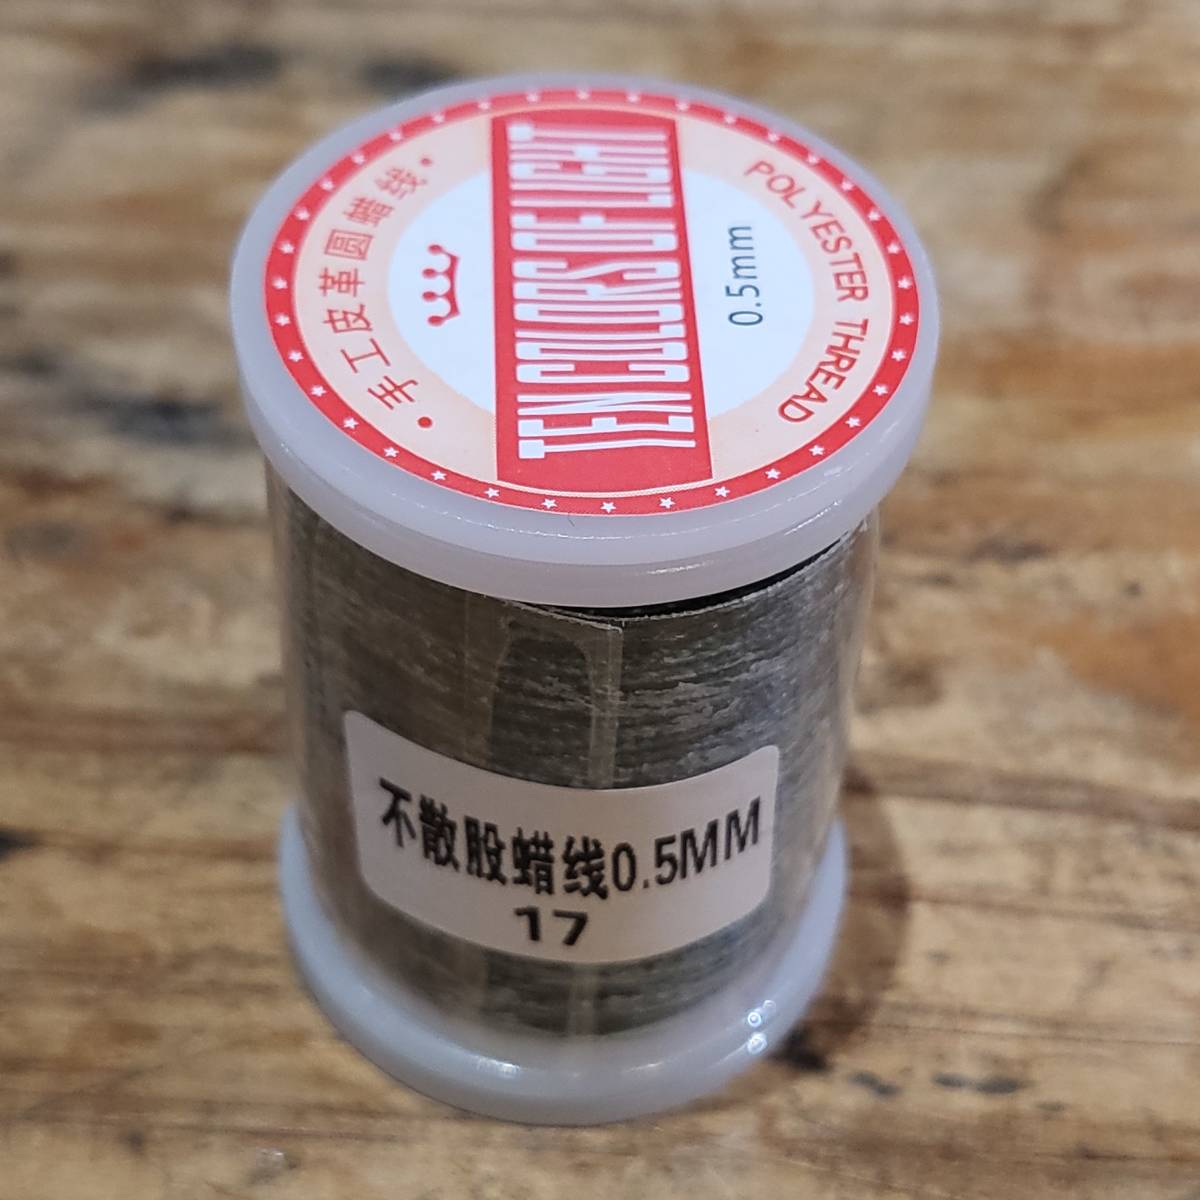 ·手工皮革圆蜡线·
TEN COLORS OF LIGHT
0.5mm
POLYESTER THREAD
不散股蜡线0.5MM
17